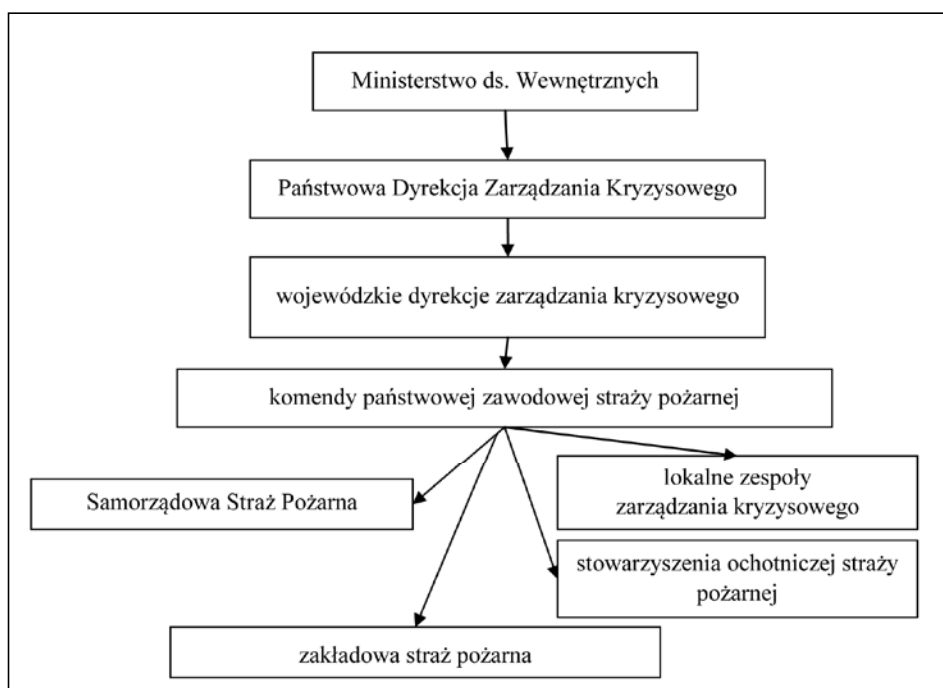 Ministerstwo ds. Wewnętrznych
Państwowa Dyrekcja Zarządzania Kryzysowego
wojewódzkie dyrekcje zarządzania kryzysowego
komendy państwowej zawodowej straży pożarnej
Samorządowa Straż Pożarna
lokalne zespoły
zarządzania kryzysowego
stowarzyszenia ochotniczej straży
pożarnej
zakładowa straż pożarna